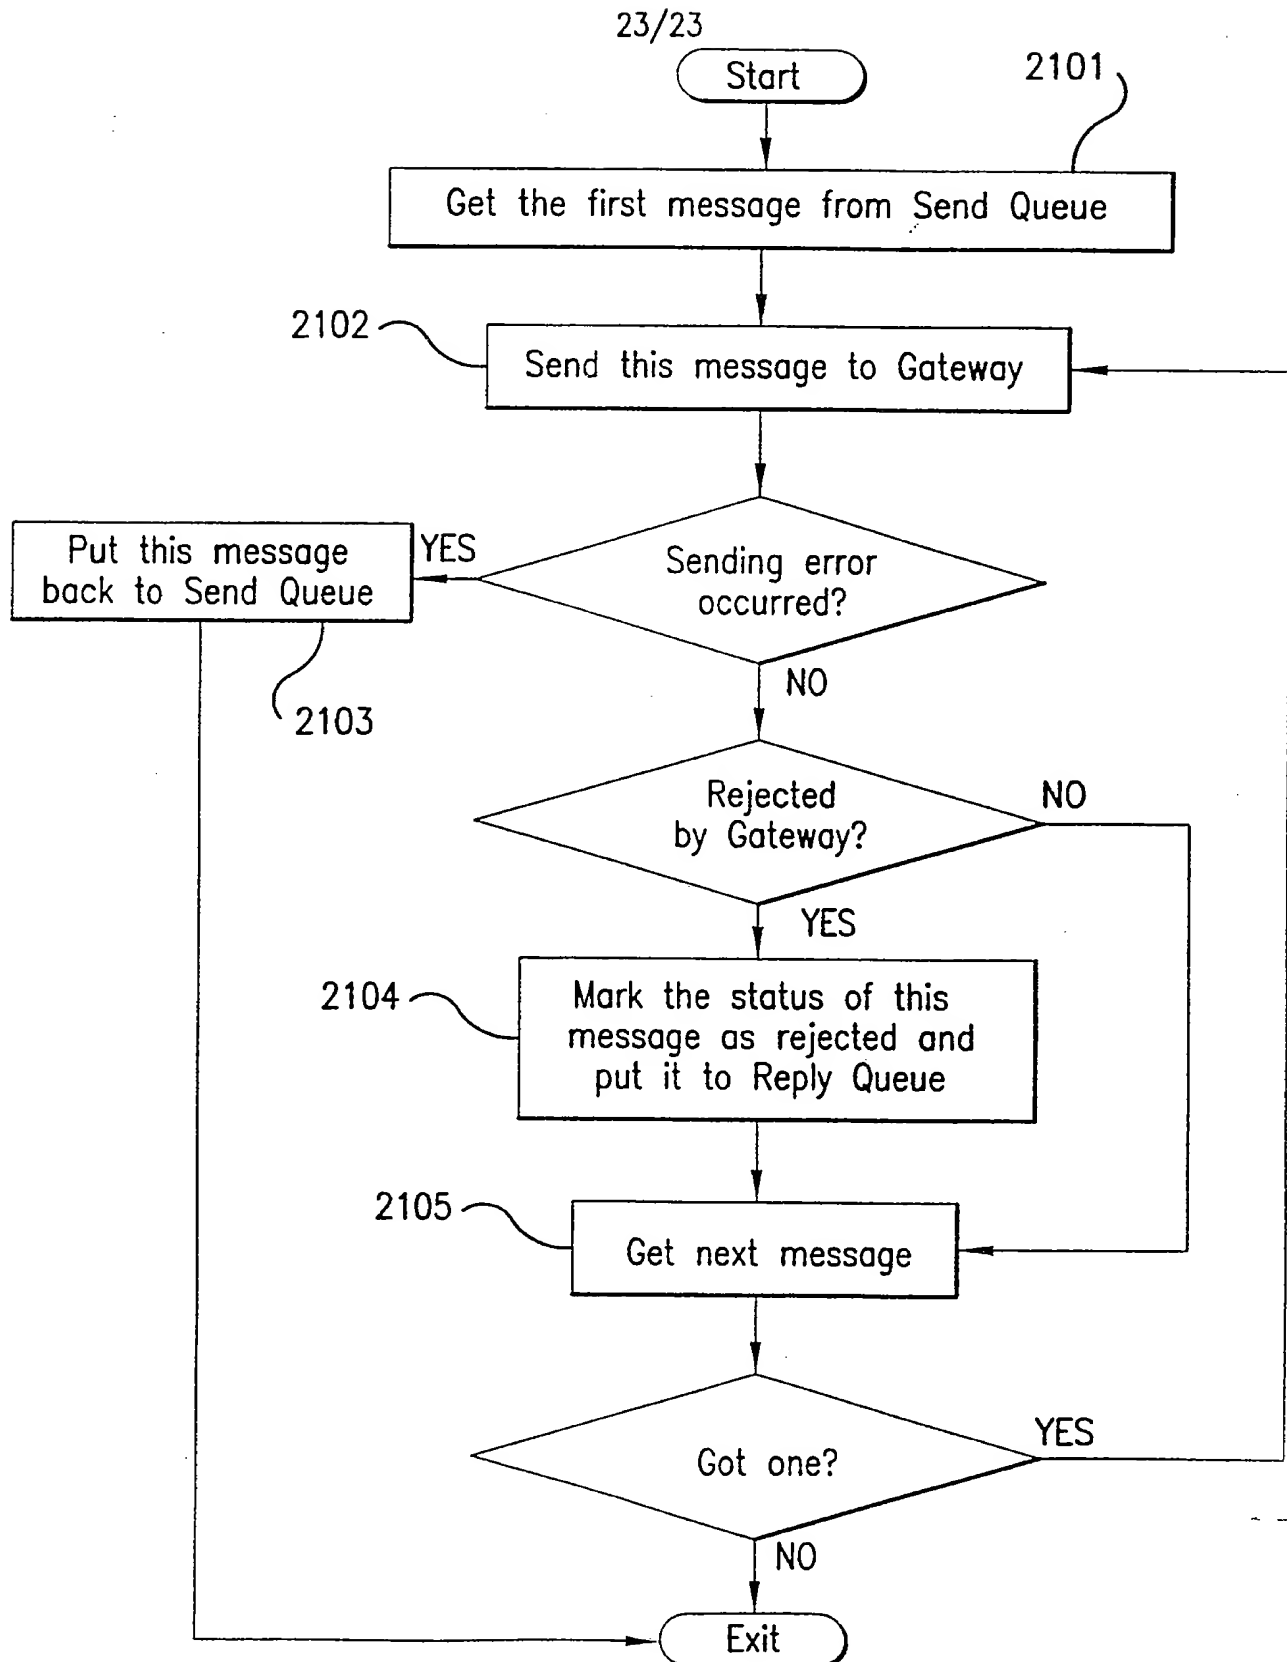 23/23
Start
2101
Get the first message from Send Queue
2102
Send this message to Gateway
Put this message
back to Send Queue
YES
Sending error
occurred?
2103
NO
Rejected
by Gateway?
NO
YES
2104
Mark the status of this
message as rejected and
put it to Reply Queue
2105
Get next message
Got one?
YES
NO
Exit